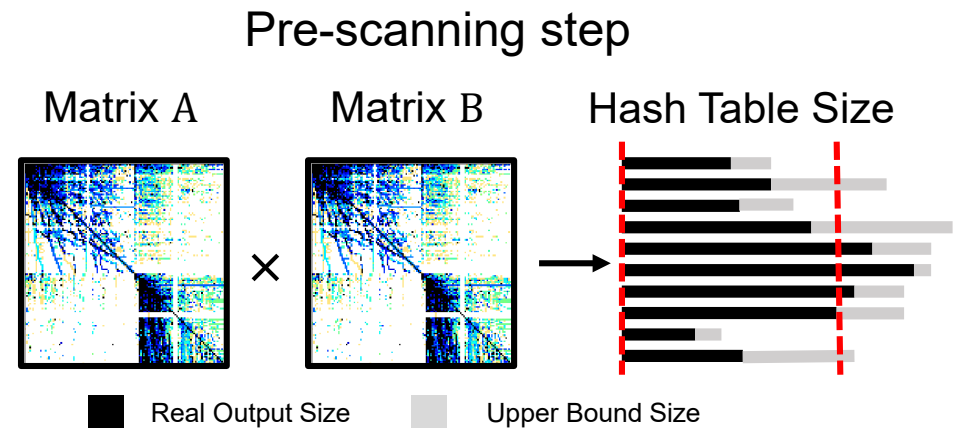 Pre-scanning step
Matrix A
Matrix B
Hash Table Size
×
Real Output Size
Upper Bound Size